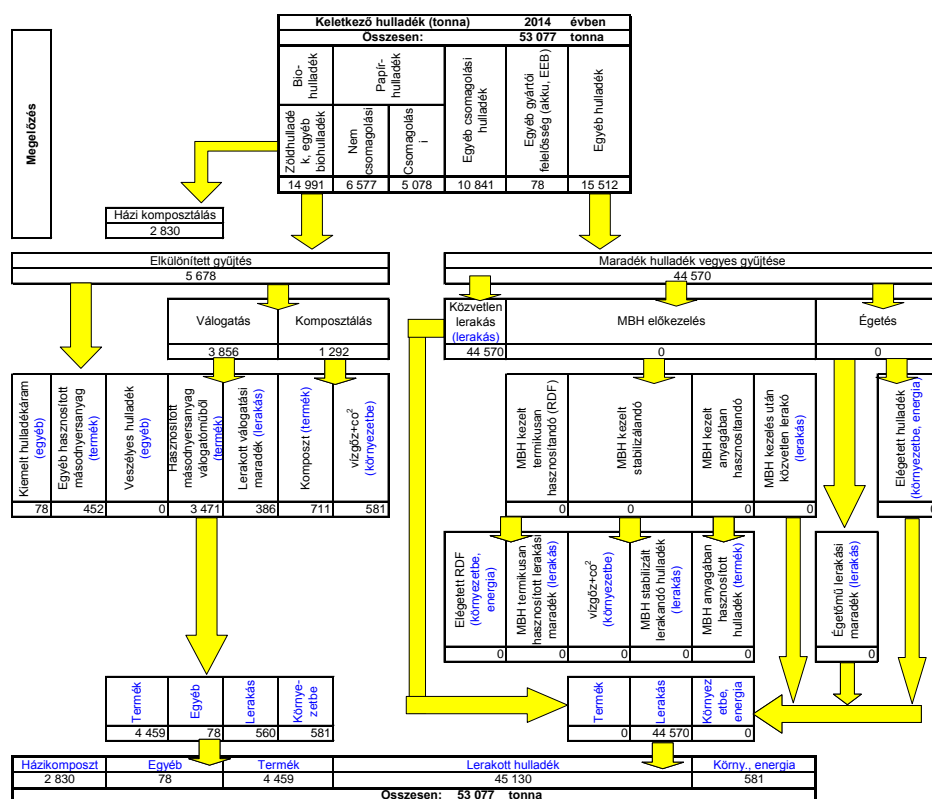 Keletkező hulladék (tonna) 2014 évben
Összesen: 53 077 tonna
Megelőzés
Bio-
hulladék
Papír-
hulladék
Zöldhulladé
k, egyéb
biohulladék
Nem
csomagolási
Csomagolás
i
Egyéb csomagolási
hulladék
Egyéb gyártói
felelősség (akku, EEB)
Egyéb hulladék
14 991 6 577 5 078 10 841 78 15 512
Házi komposztálás
2 830
Elkülönített gyűjtés
5 678
Maradék hulladék vegyes gyűjtése
44 570
Válogatás Komposztálás
3 856 1 292
Közvetlen
lerakás
(lerakás)
44 570
MBH előkezelés
0
Égetés
0
Kiemelt hulladékáram
(egyéb)
Egyéb hasznosított
másodnyersanyag
(termék)
Veszélyes hulladék
(egyéb)
Hasznosított
másodnyersanyag
válogatóműből
(termék)
Lerakott válogatási
maradék (lerakás)
Komposzt (termék)
vízgőz+co²
(környezetbe)
78 452 0 3 471 386 711 581
MBH kezelt
termikusan
hasznosítandó (RDF)
MBH kezelt
stabilizálandó
MBH kezelt
anyagában
hasznosítandó
MBH kezelés után
közvetlen lerakó
(lerakás)
0 0 0 0
Elégetett hulladék
(környezetbe, energia)
0
Elégetett RDF
(környezetbe,
energia)
MBH termikusan
hasznosított lerakási
maradék (lerakás)
vízgőz+co²
(környezetbe)
MBH stabilizált
lerakandó hulladék
(lerakás)
MBH anyagában
hasznosított
hulladék (termék)
0 0 0 0 0
Égetőmű lerakási
maradék (lerakás)
0
Termék
Egyéb
Lerakás
Környe-
zetbe
4 459 78 560 581
Termék
Lerakás
Környez
etbe,
energia
0 44 570 0
Házikomposzt Egyéb Termék Lerakott hulladék Körny., energia
2 830 78 4 459 45 130 581
Összesen: 53 077 tonna